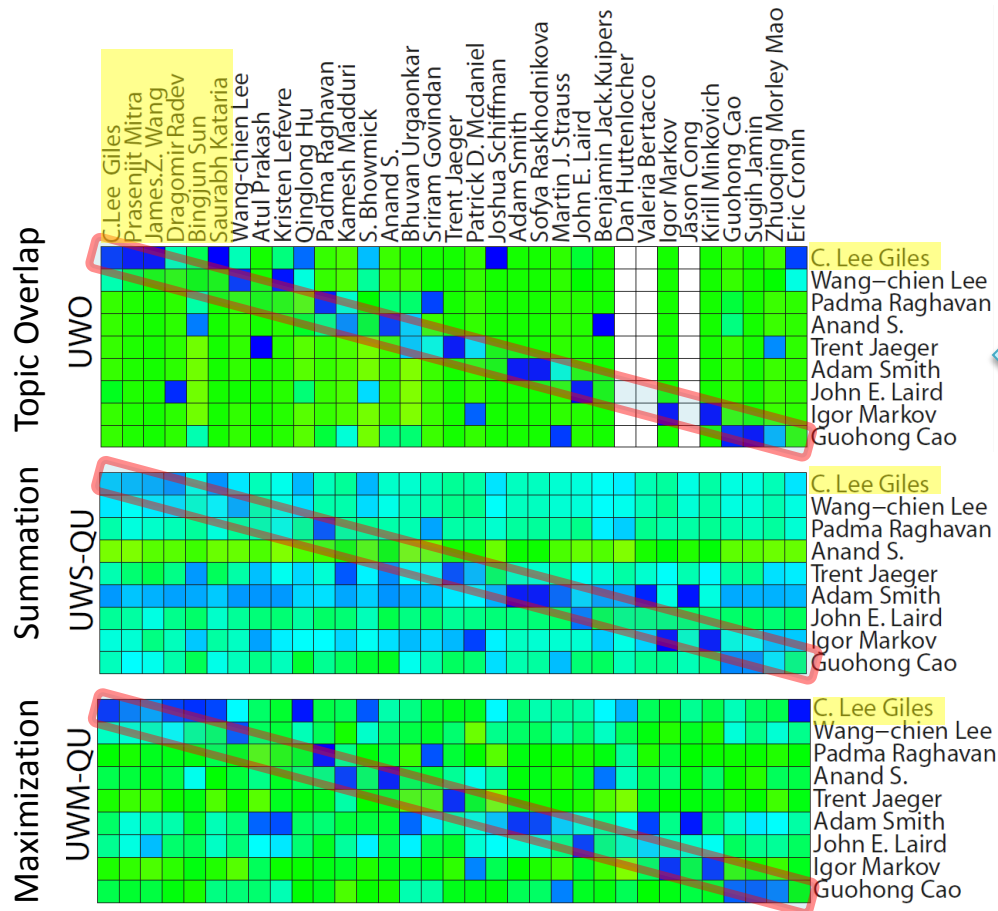 C.Lee Giles
Prasenjit Mitra
James.Z. Wang
Dragomir Radev
Bingjun Sun
Saurabh Kataria
Wang-chien Lee
Atul Prakash
Kristen Lefevre
Qinglong Hu
Padma Raghavan
Kamesh Madduri
S. Bhowmick
Anand S.
Bhuvan Urgaonkar
Sriram Govindan
Trent Jaeger
Patrick D. Mcdaniel
Joshua Schiffman
Adam Smith
Sofya Raskhodnikova
Martin J. Strauss
John E. Laird
Benjamin Jack.Kuipers
Dan Huttenlocher
Valeria Bertacco
Igor Markov
Jason Cong
Kirill Minkovich
Guohong Cao
Sugih Jamin
Zhuoqing Morley Mao
Eric Cronin
Topic Overlap
UWO
C. Lee Giles
Wang−chien Lee
Padma Raghavan
Anand S.
Trent Jaeger
Adam Smith
John E. Laird
Igor Markov
Guohong Cao
Summation
UWS-QU
C. Lee Giles
Wang−chien Lee
Padma Raghavan
Anand S.
Trent Jaeger
Adam Smith
John E. Laird
Igor Markov
Guohong Cao
Maximization
UWM-QU
C. Lee Giles
Wang−chien Lee
Padma Raghavan
Anand S.
Trent Jaeger
Adam Smith
John E. Laird
Igor Markov
Guohong Cao